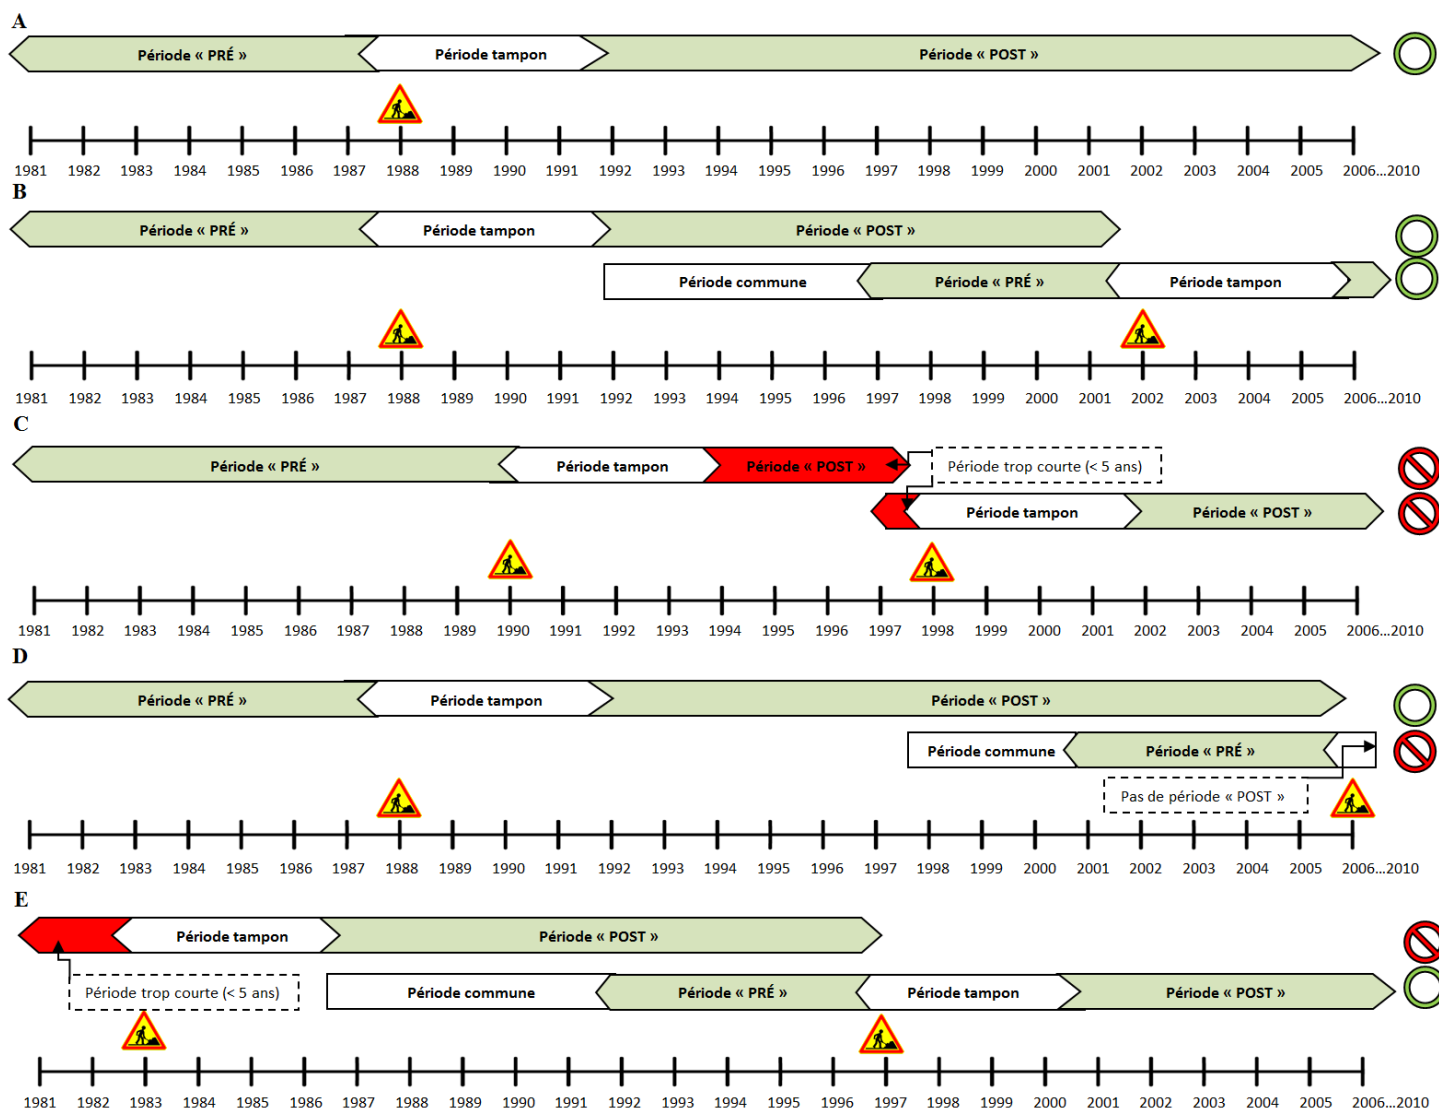 A
Période « PRÉ » Période tampon Période « POST »
1981 1982 1983 1984 1985 1986 1987 1988 1989 1990 1991 1992 1993 1994 1995 1996 1997 1998 1999 2000 2001 2002 2003 2004 2005 2006...2010
B
Période « PRÉ » Période tampon Période « POST »
Période commune Période « PRÉ » Période tampon
1981 1982 1983 1984 1985 1986 1987 1988 1989 1990 1991 1992 1993 1994 1995 1996 1997 1998 1999 2000 2001 2002 2003 2004 2005 2006...2010
C
Période « PRÉ » Période tampon Période « POST » Période trop courte (< 5 ans)
Période tampon Période « POST »
1981 1982 1983 1984 1985 1986 1987 1988 1989 1990 1991 1992 1993 1994 1995 1996 1997 1998 1999 2000 2001 2002 2003 2004 2005 2006...2010
D
Période « PRÉ » Période tampon Période « POST »
Période commune Période « PRÉ »
Pas de période « POST »
1981 1982 1983 1984 1985 1986 1987 1988 1989 1990 1991 1992 1993 1994 1995 1996 1997 1998 1999 2000 2001 2002 2003 2004 2005 2006...2010
E
Période tampon Période « POST »
Période trop courte (< 5 ans) Période commune Période « PRÉ » Période tampon Période « POST »
1981 1982 1983 1984 1985 1986 1987 1988 1989 1990 1991 1992 1993 1994 1995 1996 1997 1998 1999 2000 2001 2002 2003 2004 2005 2006...2010